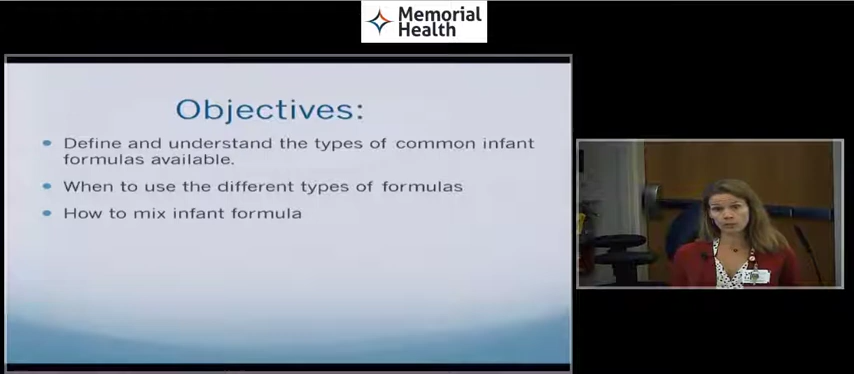 Memorial
Health
Objectives:
Define and understand the types of common infant
formulas available.
When to use the different types of formulas
How to mix infant formula